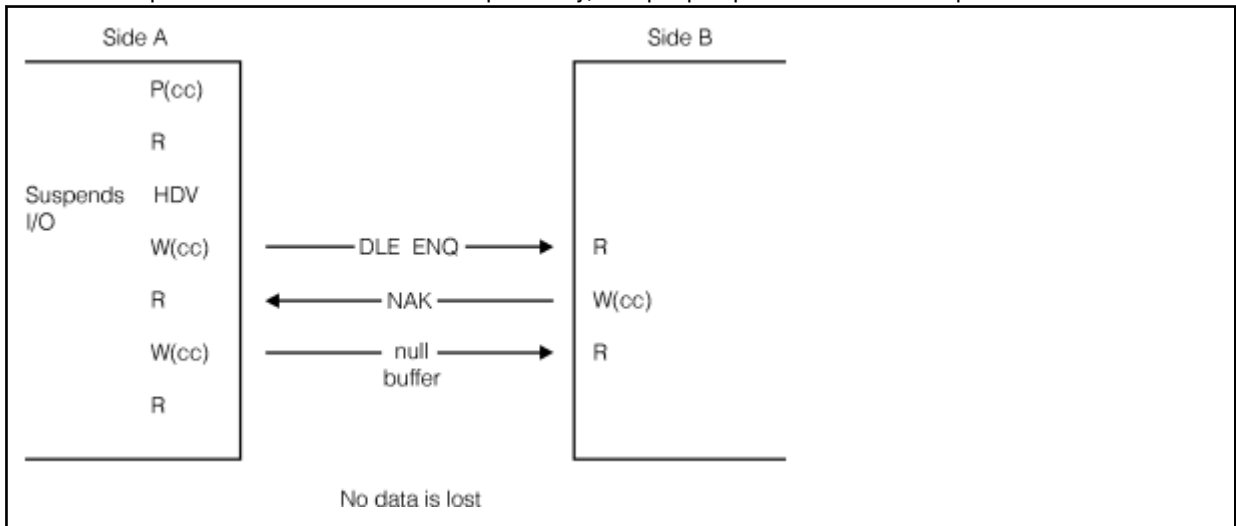 Side A Side B
P(cc)
R
Suspends HDV
I/O
W(cc) DLE ENQ R
R NAK W(cc)
W(cc) null R
buffer
R
No data is lost